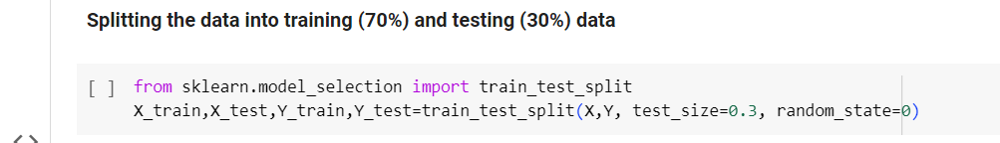 Splitting the data into training (70%) and testing (30%) data
[ ] from sklearn.model_selection import train_test_split
X_train,X_test,Y_train,Y_test=train_test_split(X,Y, test_size=0.3, random_state=0)
<>